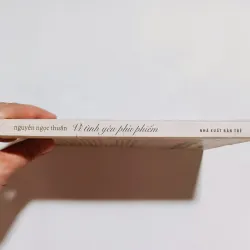 nguyễn ngọc thuần Vì tình yêu phù phiếm NHÀ XUẤT BẢN TRẺ